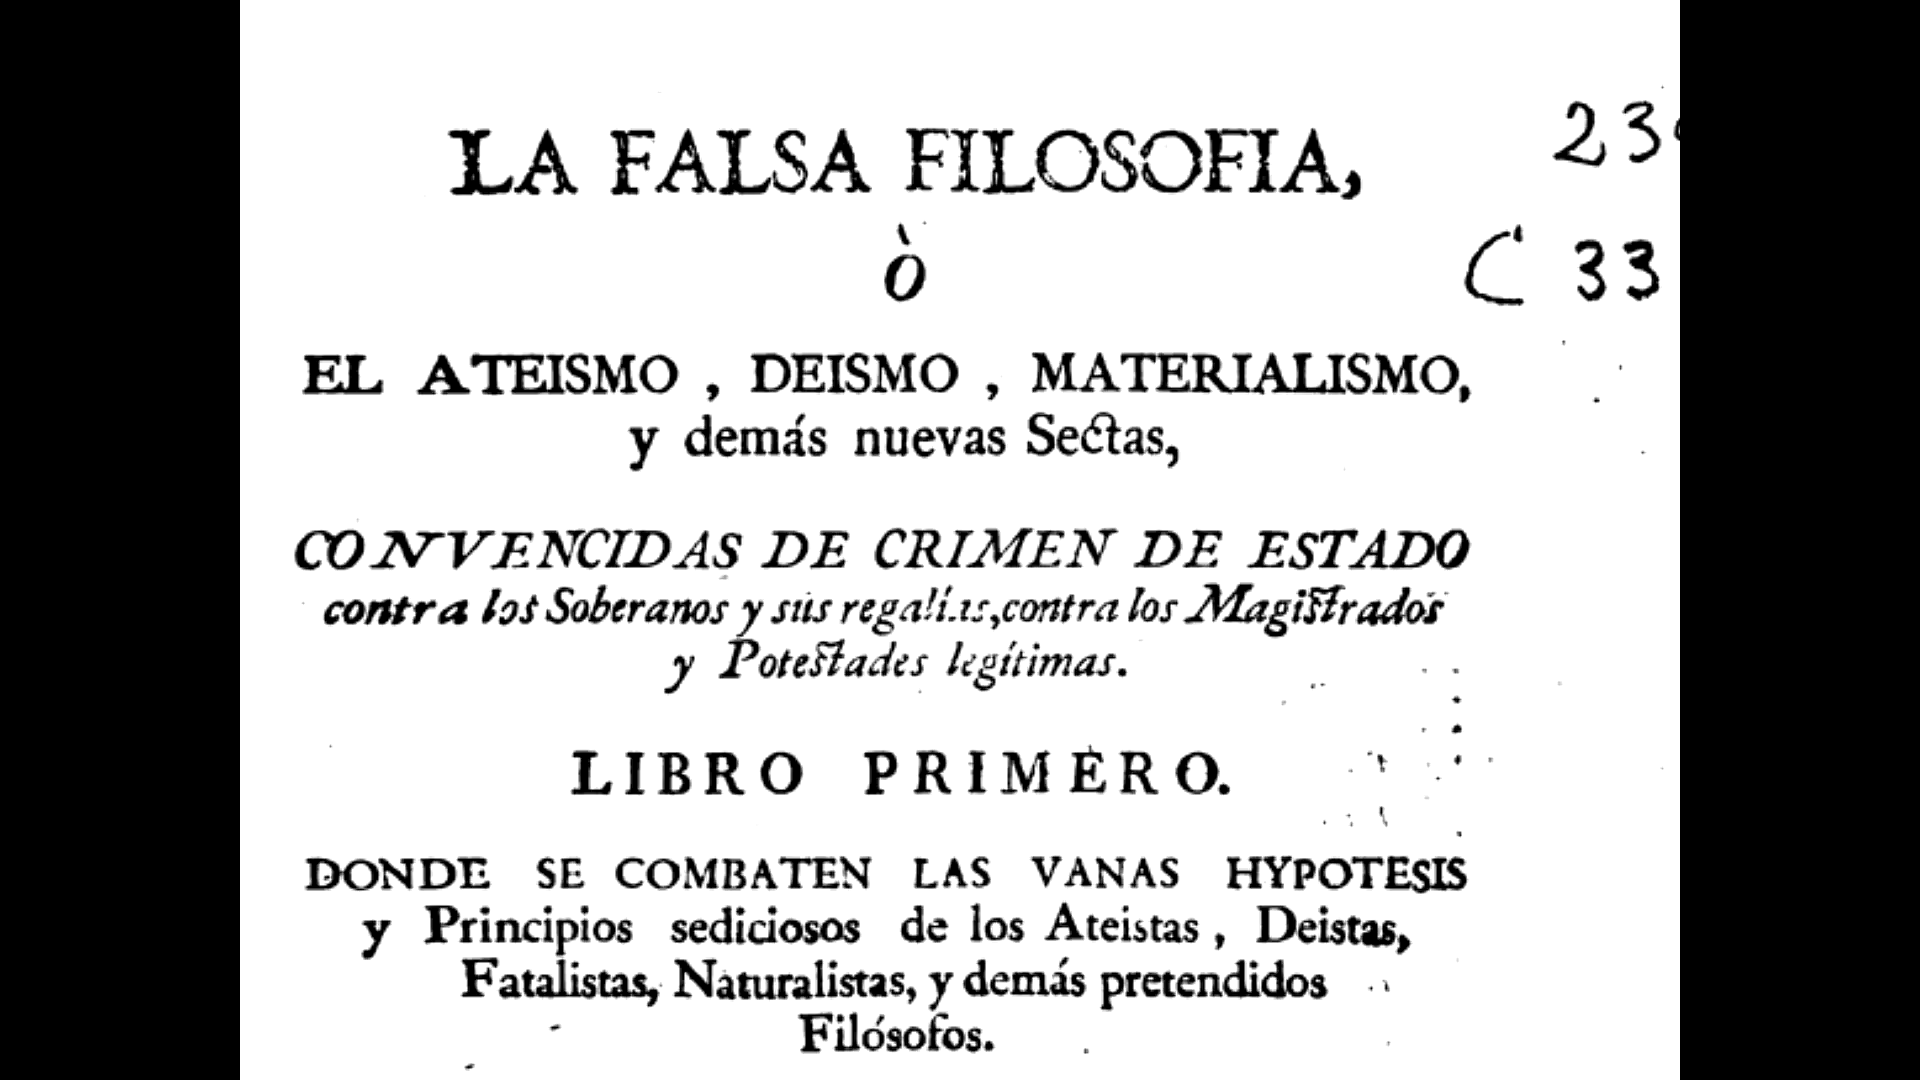 LA FALSA FILOSOFIA,
ò
EL ATEISMO , DEISMO , MATERIALISMO,
y demás nuevas Sectas,
CONVENCIDAS DE CRIMEN DE ESTADO
contra los Soberanos y sus regalías, contra los Magistrados
y Potestades legítimas.
LIBRO PRIMERO.
DONDE SE COMBATEN LAS VANAS HYPOTESIS
y Principios sediciosos de los Ateistas , Deistas,
Fatalistas, Naturalistas, y demás pretendidos
Filósofos.
23
C 33